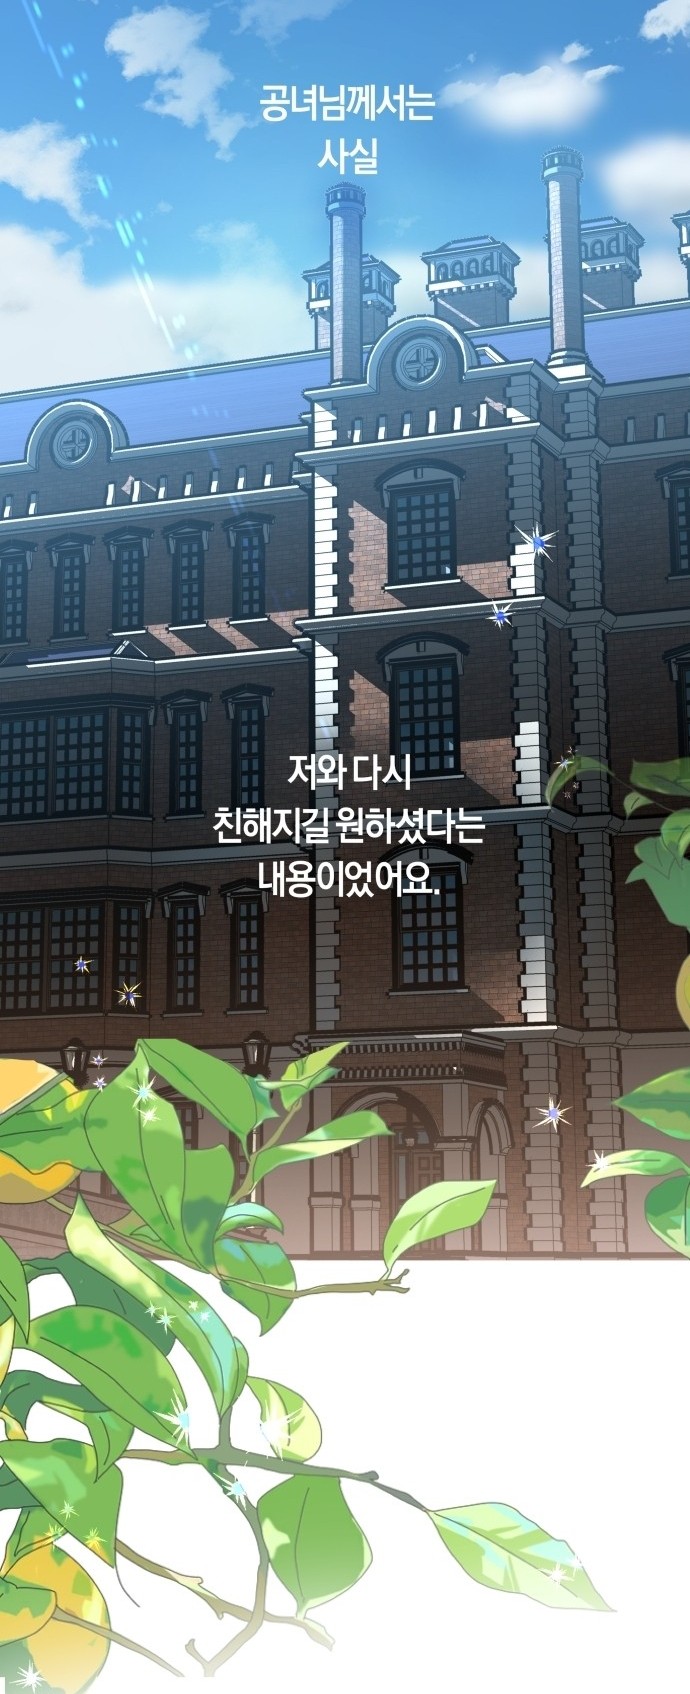 공녀님께서는
사실
저와 다시
친해지길 원하셨다는
내용이었어요.